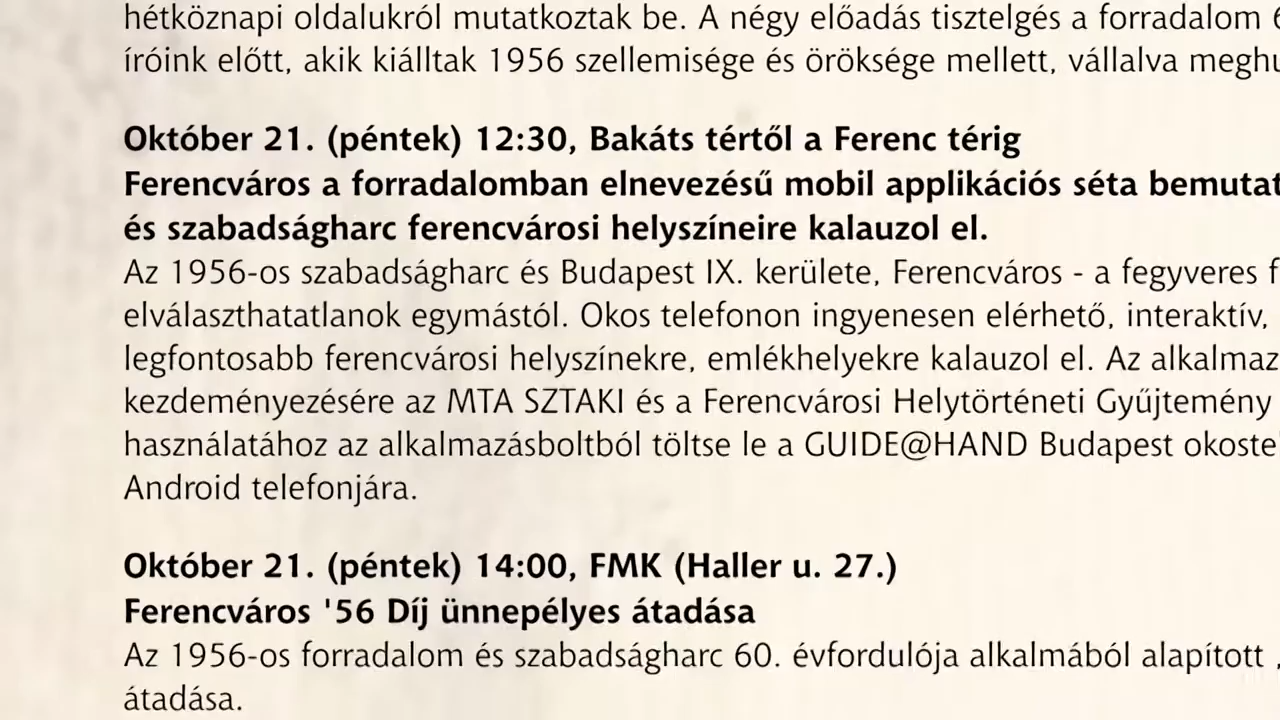 hétköznapi oldalukról mutatkoztak be. A négy előadás tisztelgés a forradalom
íróink előtt, akik kiálltak 1956 szellemisége és öröksége mellett, vállalva
Október 21. (péntek) 12:30, Bakáts tértől a Ferenc térig
Ferencváros a forradalomban elnevezésű mobil applikációs séta
és szabadságharc ferencvárosi helyszíneire kalauzol el.
Az 1956-os szabadságharc és Budapest IX. kerülete, Ferencváros - a fegyveres
elválaszthatatlanok egymástól. Okos telefonon ingyenesen elérhető, interaktív,
legfontosabb ferencvárosi helyszínekre, emlékhelyekre kalauzol el. Az
kezdeményezésére az MTA SZTAKI és a Ferencvárosi Helytörténeti Gyűjtemény
használatához az alkalmazásboltból töltse le a GUIDE@HAND Budapest
Android telefonjára.
Október 21. (péntek) 14:00, FMK (Haller u. 27.)
Ferencváros '56 Díj ünnepélyes átadása
Az 1956-os forradalom és szabadságharc 60. évfordulója alkalmából alapított
átadása.